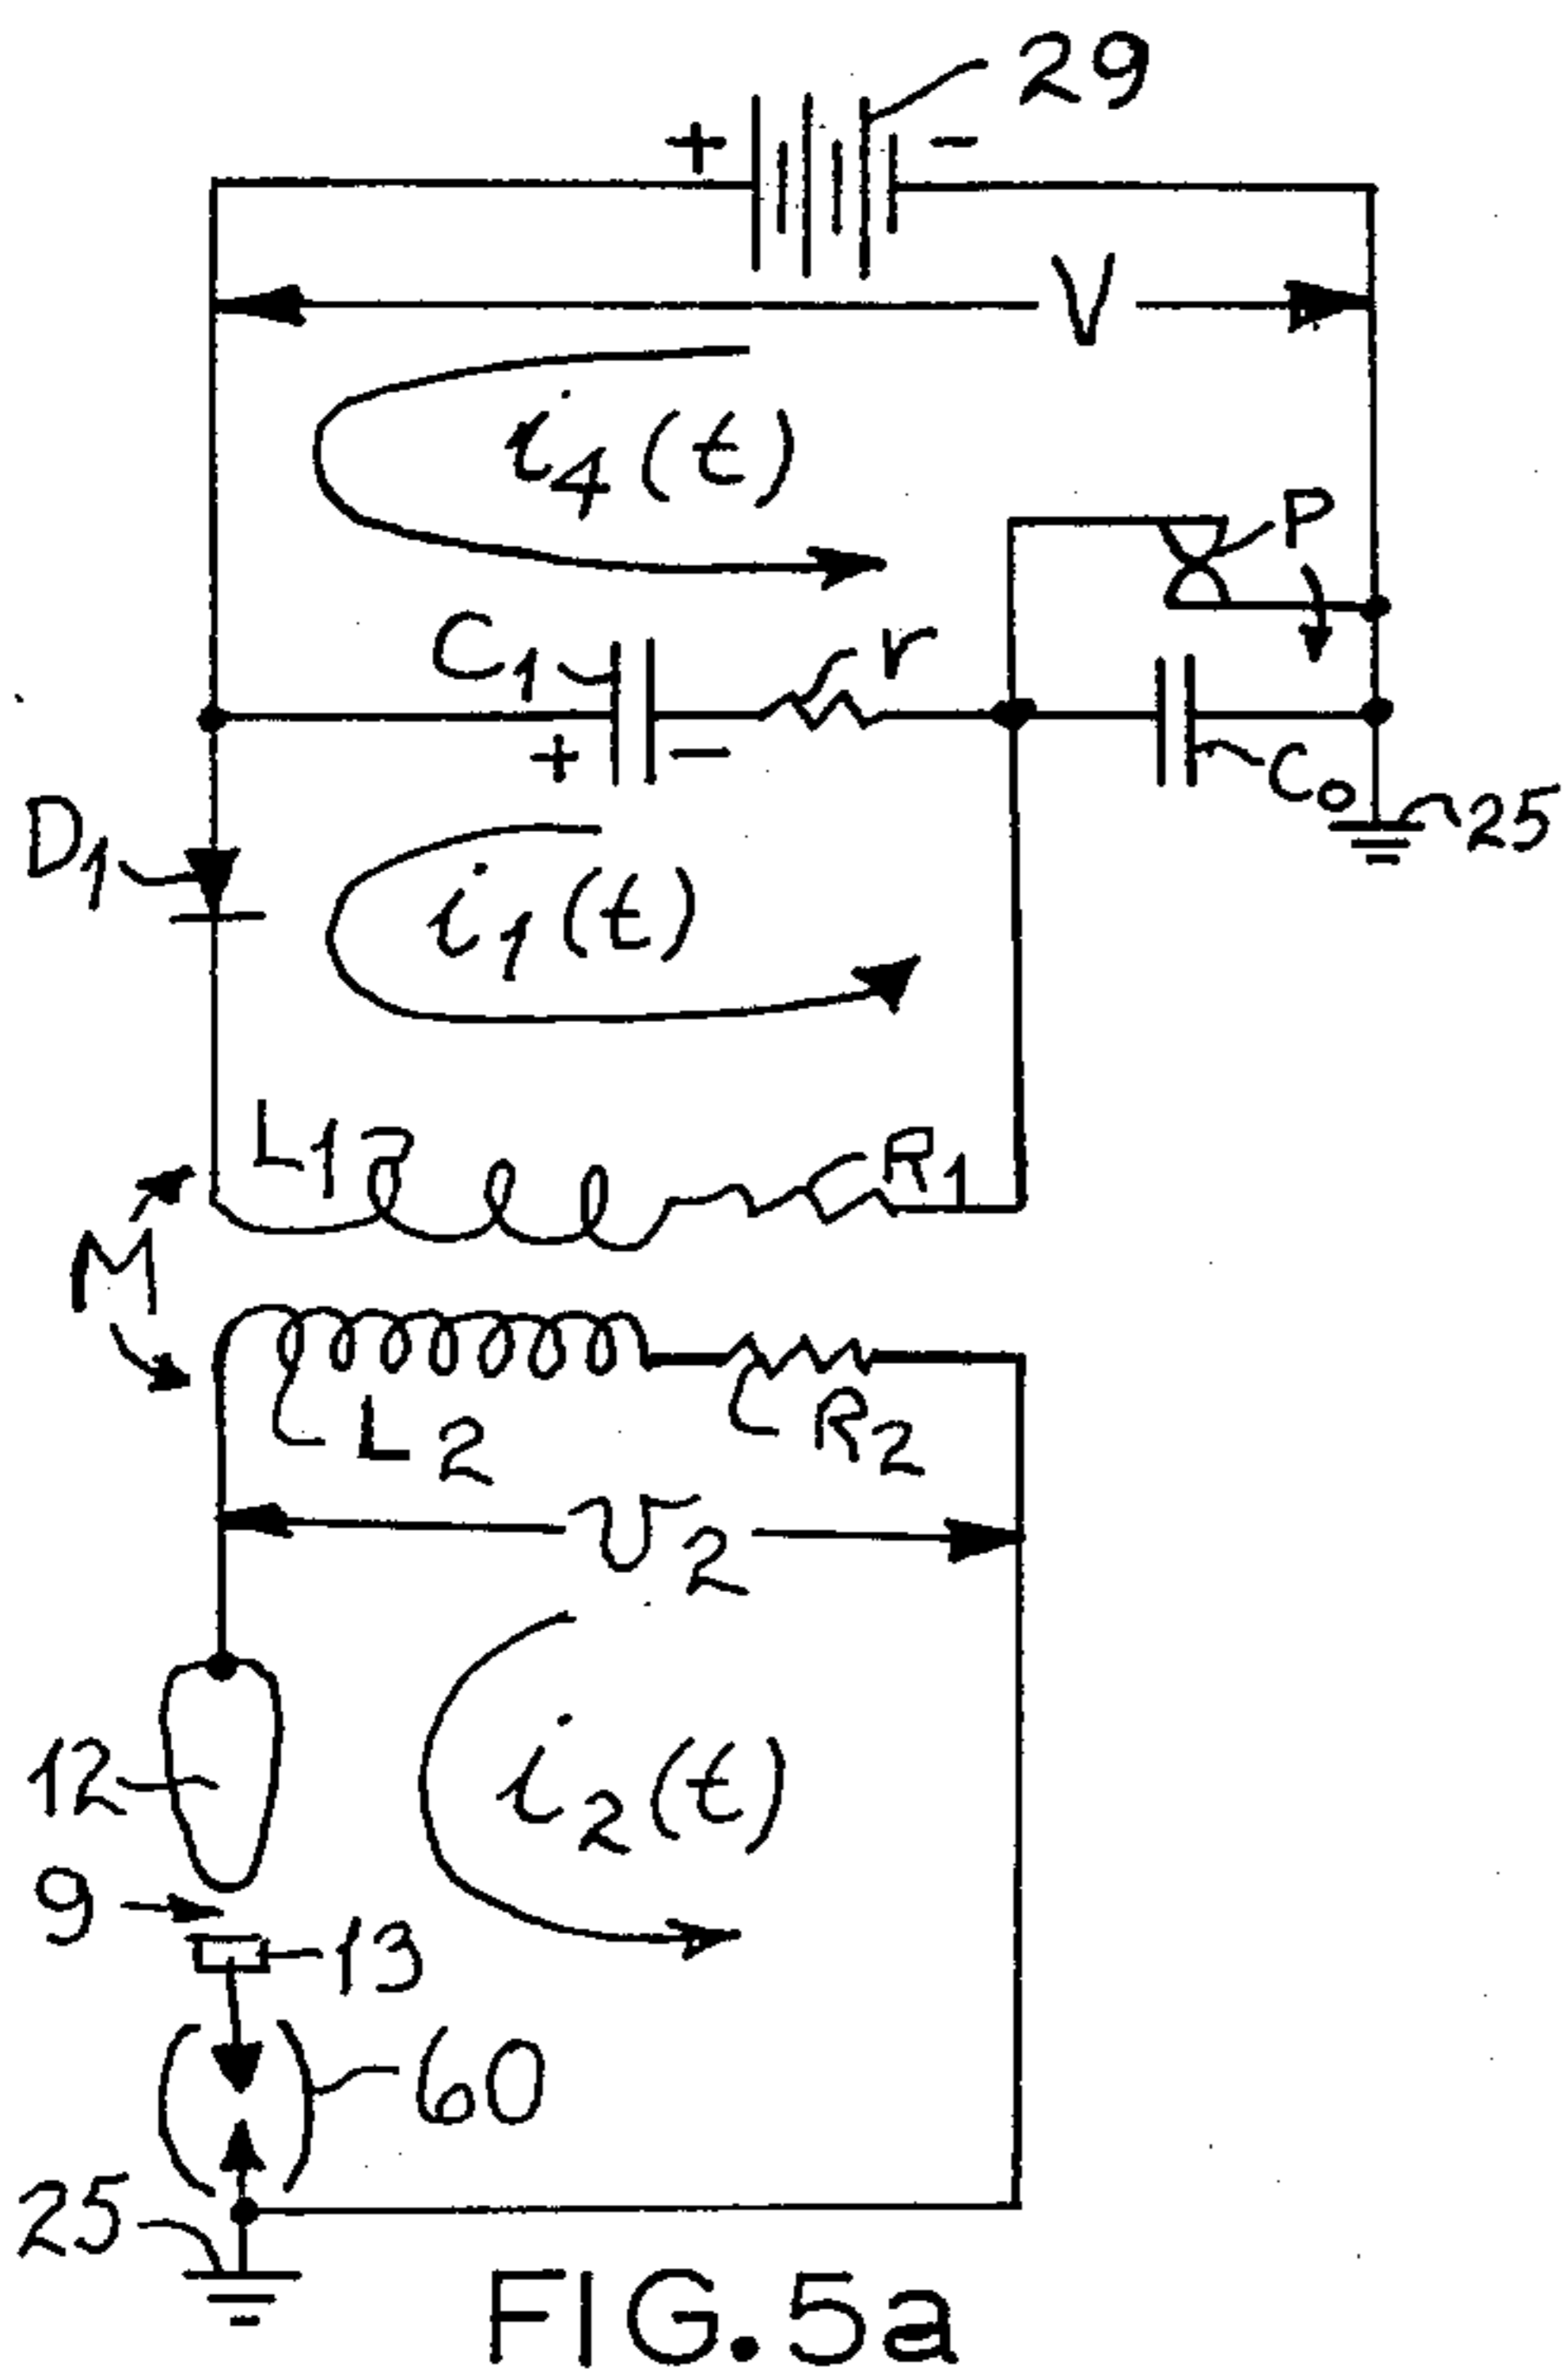 29
+ -
V
i4(t)
P
C1
r
+ -
C0
25
D1
i1(t)
L1
R1
M
L2
R2
v2
12
i2(t)
9
13
60
25
FIG.5a